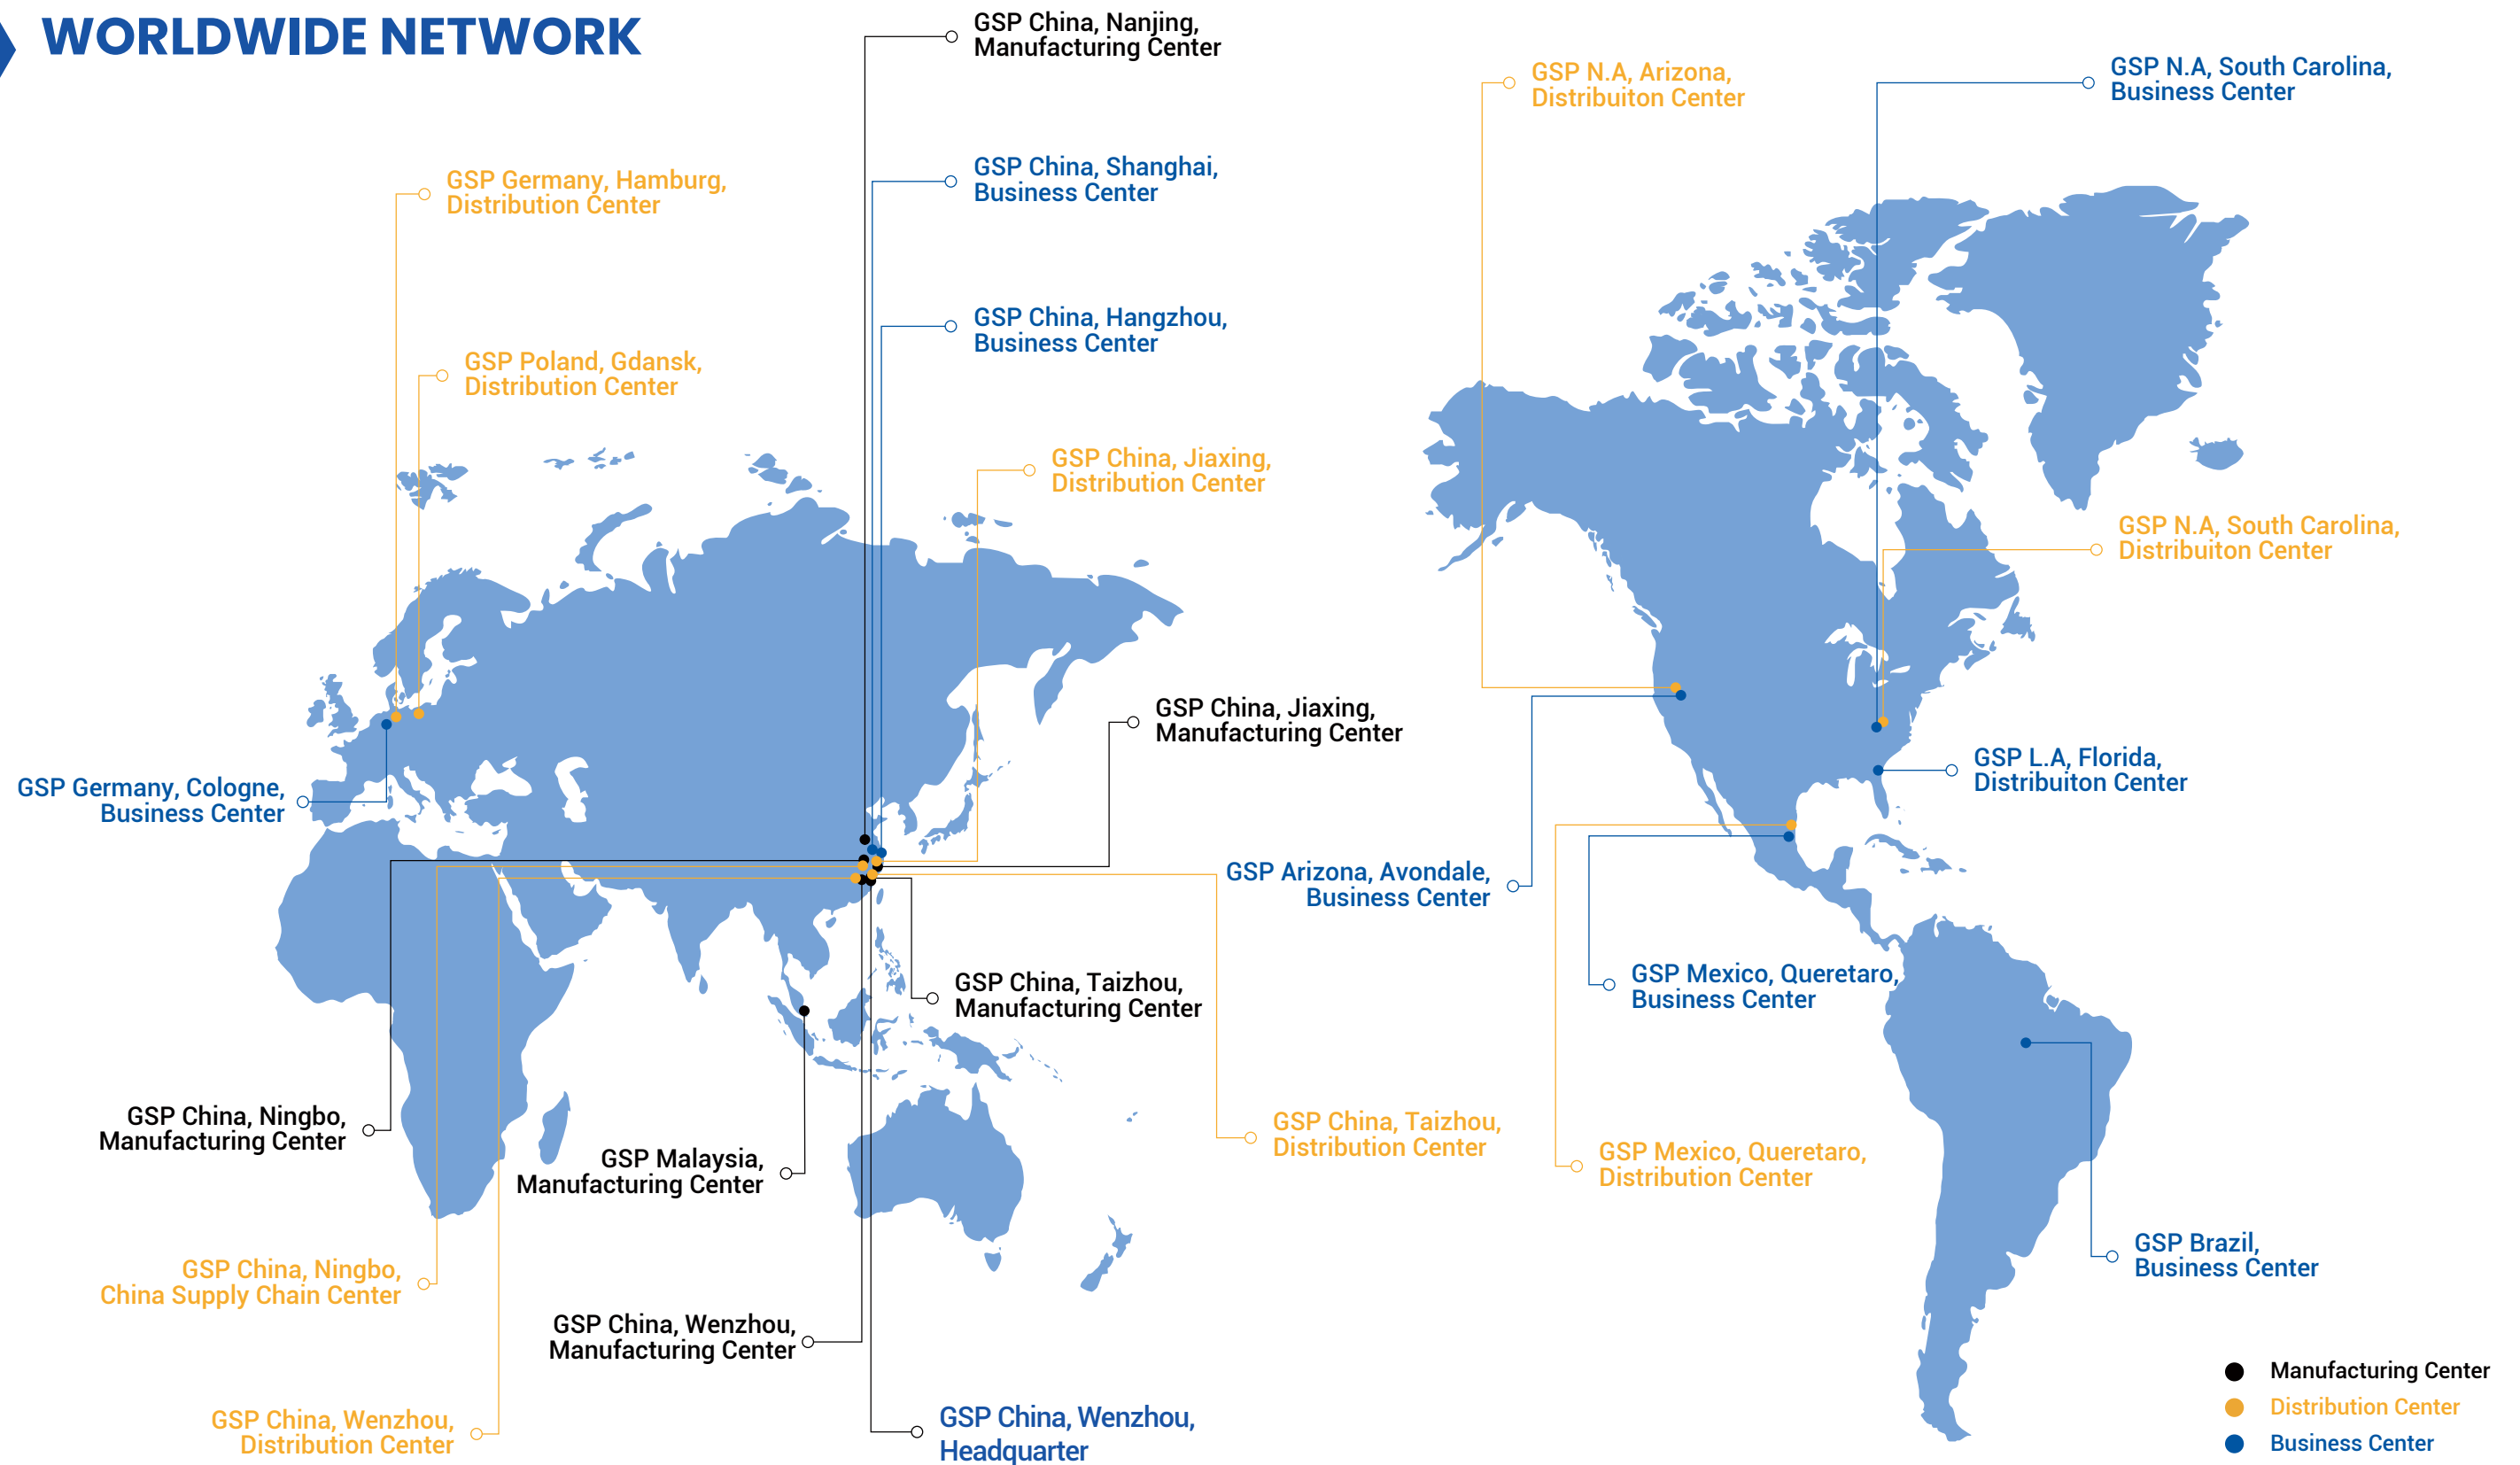 WORLDWIDE NETWORK
GSP China, Nanjing,
Manufacturing Center
GSP N.A, Arizona,
Distribuiton Center
GSP N.A, South Carolina,
Business Center
GSP China, Shanghai,
Business Center
GSP Germany, Hamburg,
Distribution Center
GSP China, Hangzhou,
Business Center
GSP Poland, Gdansk,
Distribution Center
GSP China, Jiaxing,
Distribution Center
GSP N.A, South Carolina,
Distribuiton Center
GSP China, Jiaxing,
Manufacturing Center
GSP L.A, Florida,
Distribuiton Center
GSP Germany, Cologne,
Business Center
GSP Arizona, Avondale,
Business Center
GSP China, Taizhou,
Manufacturing Center
GSP Mexico, Queretaro,
Business Center
GSP China, Ningbo,
Manufacturing Center
GSP China, Taizhou,
Distribution Center
GSP Malaysia,
Manufacturing Center
GSP Mexico, Queretaro,
Distribution Center
GSP Brazil,
Business Center
GSP China, Ningbo,
China Supply Chain Center
GSP China, Wenzhou,
Manufacturing Center
GSP China, Wenzhou,
Distribution Center
GSP China, Wenzhou,
Headquarter
Manufacturing Center
Distribution Center
Business Center